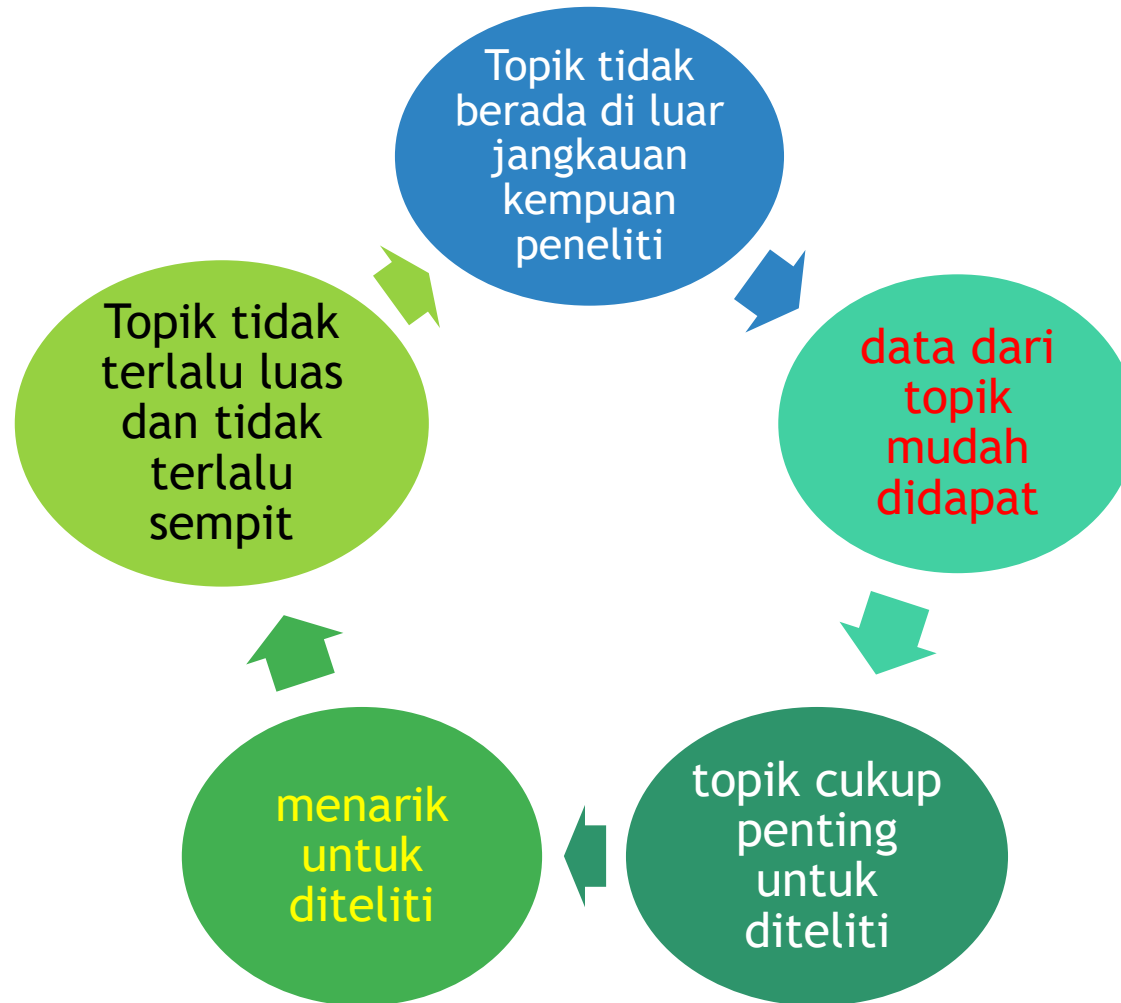 Topik tidak
berada di luar
jangkauan
kempuan
peneliti
data dari
topik
mudah
didapat
topik cukup
penting
untuk
diteliti
menarik
untuk
diteliti
Topik tidak
terlalu luas
dan tidak
terlalu
sempit